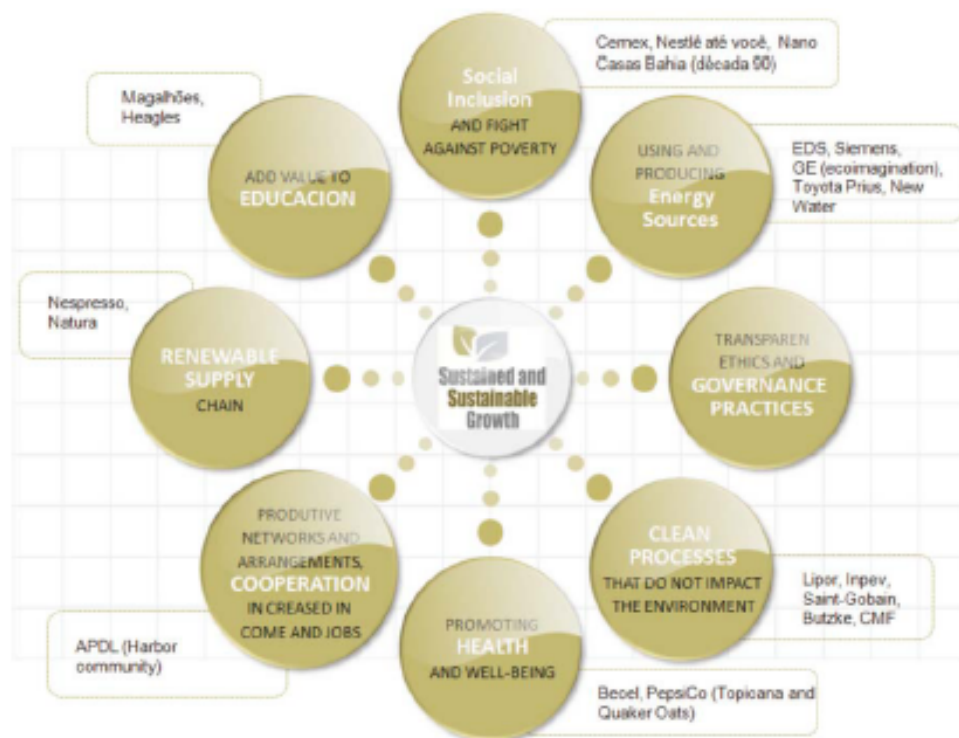 Social
Inclusion
AND FIGHT
AGAINST POVERTY
Cemex, Nestlé até você, Nano
Casas Bahia (década 90)
USING AND
PRODUCING
Energy
Sources
EDS, Siemens,
GE (ecoimagination),
Toyota Prius, New
Water
TRANSPAREN
ETHICS AND
GOVERNANCE
PRACTICES
CLEAN
PROCESSES
THAT DO NOT IMPACT
THE ENVIRONMENT
Lipor, Inpev,
Saint-Gobain,
Butzke, CMF
PROMOTING
HEALTH
AND WELL-BEING
Becel, PepsiCo (Topicana and
Quaker Oats)
PRODUTIVE
NETWORKS AND
ARRANGEMENTS,
COOPERATION
IN CREASED IN
COME AND JOBS
APDL (Harbor
community)
RENEWABLE
SUPPLY
CHAIN
Nespresso,
Natura
ADD VALUE TO
EDUCACION
Magalhões,
Heagles
Sustained and
Sustainable
Growth